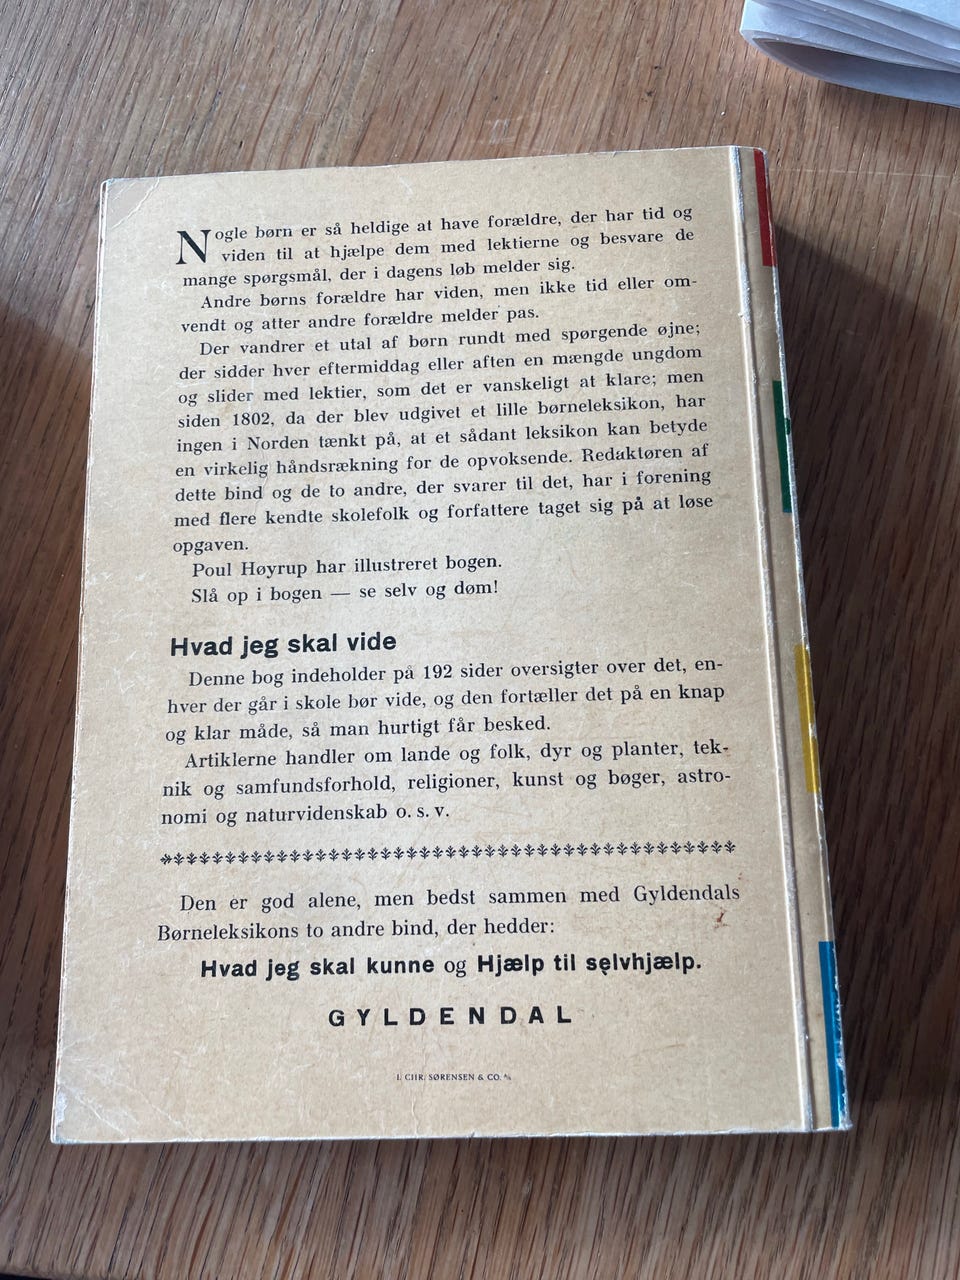 Nogle børn er så heldige at have forældre, der har tid og
viden til at hjælpe dem med lektierne og besvare de
mange spørgsmål, der i dagens løb melder sig.
Andre børns forældre har viden, men ikke tid eller om-
vendt og atter andre forældre melder pas.
Der vandrer et utal af børn rundt med spørgende øjne;
der sidder hver eftermiddag eller aften en mængde ungdom
og slider med lektier, som det er vanskeligt at klare; men
siden 1802, da der blev udgivet et lille børneleksikon, har
ingen i Norden tænkt på, at et sådant leksikon kan betyde
en virkelig håndsrækning for de opvoksende. Redaktøren af
dette bind og de to andre, der svarer til det, har i forening
med flere kendte skolefolk og forfattere taget sig på at løse
opgaven.
Poul Høyrup har illustreret bogen.
Slå op i bogen — se selv og døm!
Hvad jeg skal vide
Denne bog indeholder på 192 sider oversigter over det, en-
hver der går i skole bør vide, og den fortæller det på en knap
og klar måde, så man hurtigt får besked.
Artiklerne handler om lande og folk, dyr og planter, tek-
nik og samfundsforhold, religioner, kunst og bøger, astro-
nomi og naturvidenskab o. s. v.
Den er god alene, men bedst sammen med Gyldendals
Børneleksikons to andre bind, der hedder:
Hvad jeg skal kunne og Hjælp til selvhjælp.
GYLDENDAL
CHR. SØRENSEN & CO. A/S